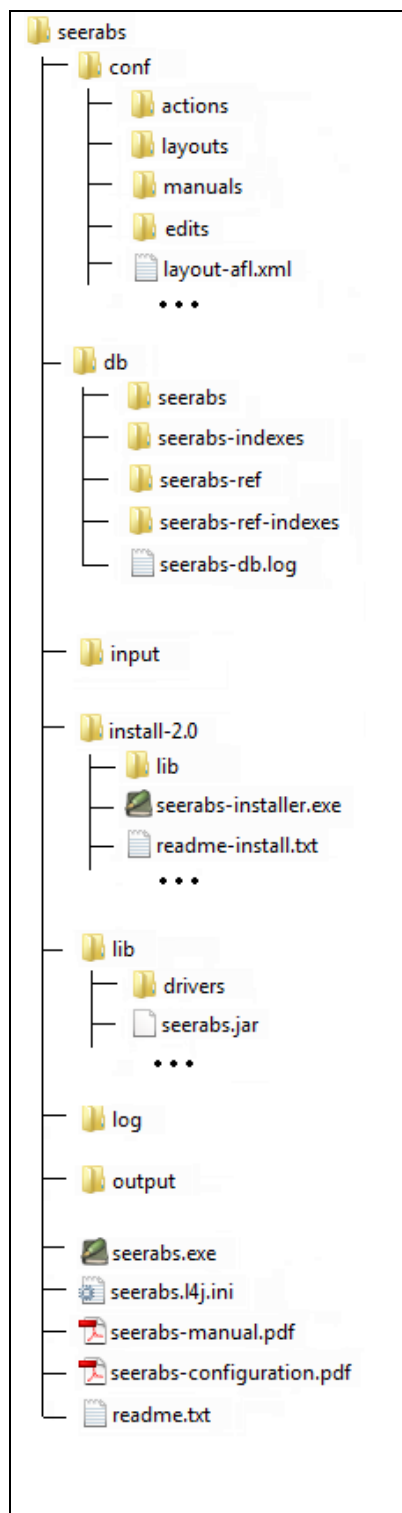 seerabs
conf
actions
layouts
manuals
edits
layout-afl.xml
•••
db
seerabs
seerabs-indexes
seerabs-ref
seerabs-ref-indexes
seerabs-db.log
input
install-2.0
lib
seerabs-installer.exe
readme-install.txt
•••
lib
drivers
seerabs.jar
•••
log
output
seerabs.exe
seerabs.l4j.ini
seerabs-manual.pdf
seerabs-configuration.pdf
readme.txt